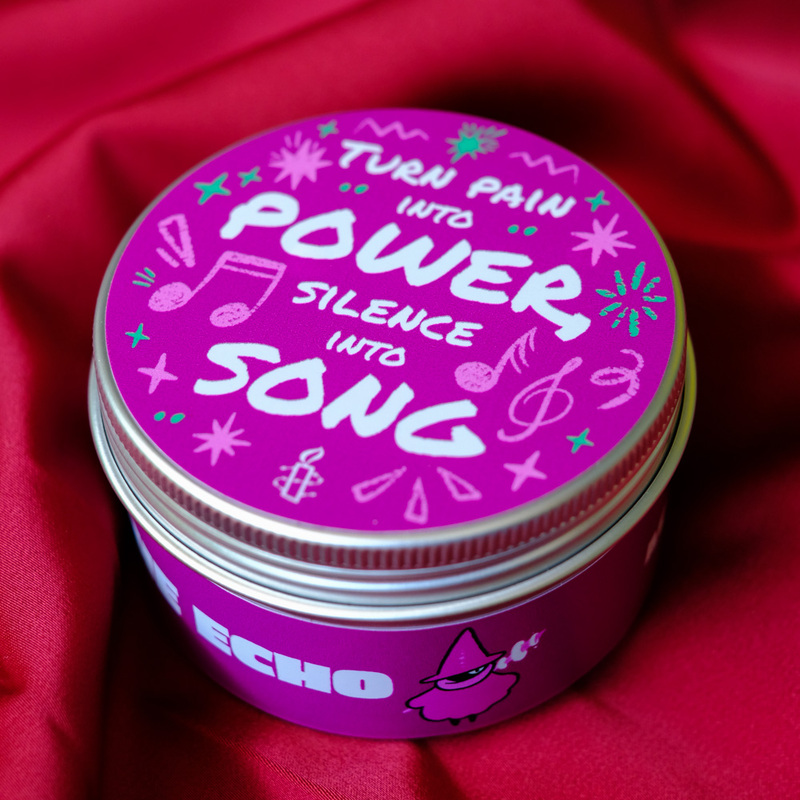 TURN PAIN
INTO
POWER,
SILENCE
INTO
SONG
ECHO